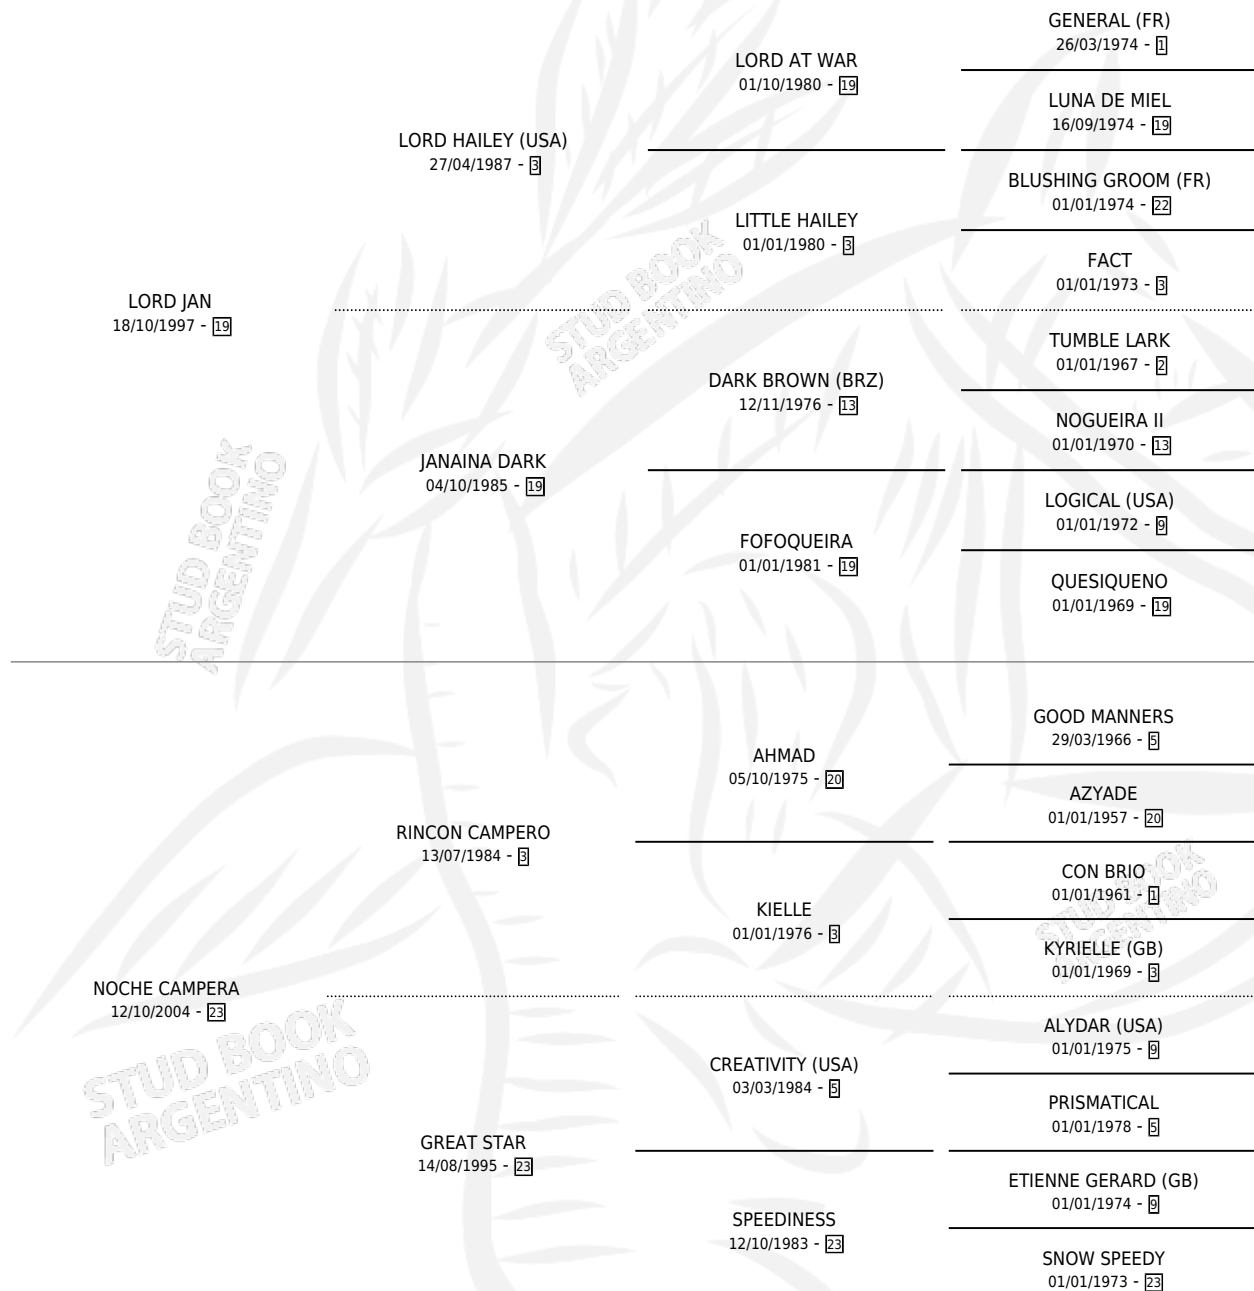 GENERAL (FR)
26/03/1974 - 1
LORD AT WAR
01/10/1980 - 19
LUNA DE MIEL
16/09/1974 - 19
LORD HAILEY (USA)
27/04/1987 - 3
BLUSHING GROOM (FR)
01/01/1974 - 22
LITTLE HAILEY
01/01/1980 - 3
FACT
01/01/1973 - 3
LORD JAN
18/10/1997 - 19
TUMBLE LARK
01/01/1967 - 2
DARK BROWN (BRZ)
12/11/1976 - 13
NOGUEIRA II
01/01/1970 - 13
JANAINA DARK
04/10/1985 - 19
LOGICAL (USA)
01/01/1972 - 9
FOFOQUEIRA
01/01/1981 - 19
QUESIQUENO
01/01/1969 - 19
GOOD MANNERS
29/03/1966 - 5
AHMAD
05/10/1975 - 20
AZYADE
01/01/1957 - 20
RINCON CAMPERO
13/07/1984 - 3
CON BRIO
01/01/1961 - 1
KIELLE
01/01/1976 - 3
KYRIELLE (GB)
01/01/1969 - 3
NOCHE CAMPERA
12/10/2004 - 23
ALYDAR (USA)
01/01/1975 - 9
CREATIVITY (USA)
03/03/1984 - 5
PRISMATICAL
01/01/1978 - 5
GREAT STAR
14/08/1995 - 23
ETIENNE GERARD (GB)
01/01/1974 - 9
SPEEDINESS
12/10/1983 - 23
SNOW SPEEDY
01/01/1973 - 23
STUD BOOK
ARGENTINO
STUD BOOK
ARGENTINO
STUD BOOK
ARGENTINO
STUD BOOK
ARGENTINO